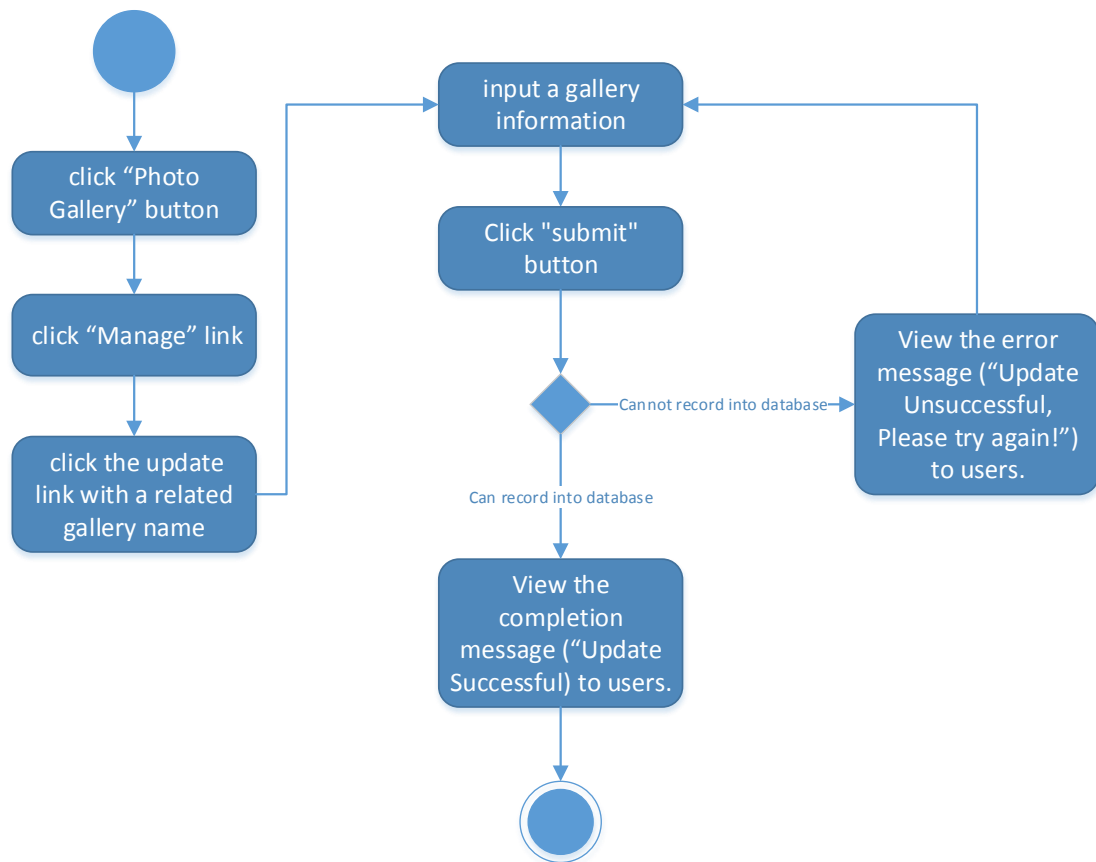 click “Photo
Gallery” button
click “Manage” link
click the update
link with a related
gallery name
input a gallery
information
Click "submit"
button
Cannot record into database
Can record into database
View the error
message (“Update
Unsuccessful,
Please try again!”)
to users.
View the
completion
message (“Update
Successful) to users.